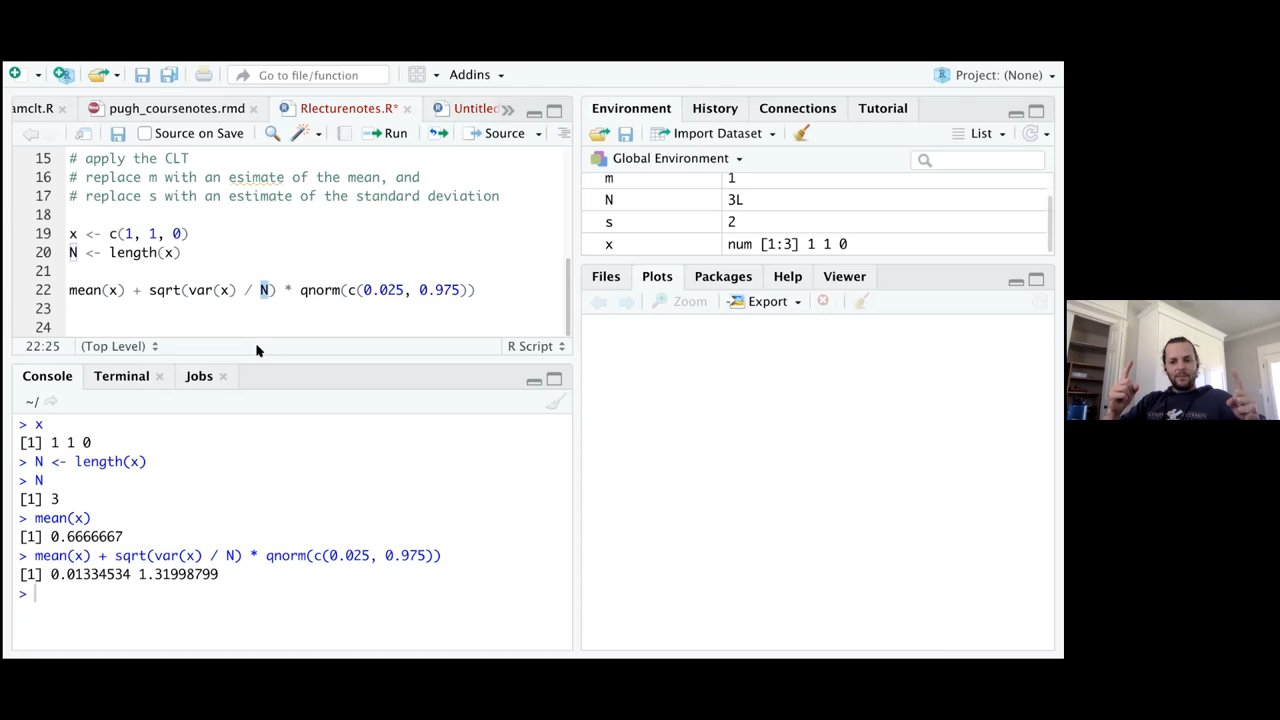 Go to file/function
Addins
Project: (None)
amclt.R
pugh_coursenotes.rmd
Rlecturenotes.R*
Untitled
Source on Save
Run
Source
15 # apply the CLT
16 # replace m with an esimate of the mean, and
17 # replace s with an estimate of the standard deviation
18
19 x <- c(1, 1, 0)
20 N <- length(x)
21
22 mean(x) + sqrt(var(x) / N) * qnorm(c(0.025, 0.975))
23
24
22:25 (Top Level) R Script
Console Terminal Jobs
~/
> x
[1] 1 1 0
> N <- length(x)
> N
[1] 3
> mean(x)
[1] 0.6666667
> mean(x) + sqrt(var(x) / N) * qnorm(c(0.025, 0.975))
[1] 0.01334534 1.31998799
>
Environment History Connections Tutorial
Import Dataset
List
Global Environment
m 1
N 3L
s 2
x num [1:3] 1 1 0
Files Plots Packages Help Viewer
Zoom
Export